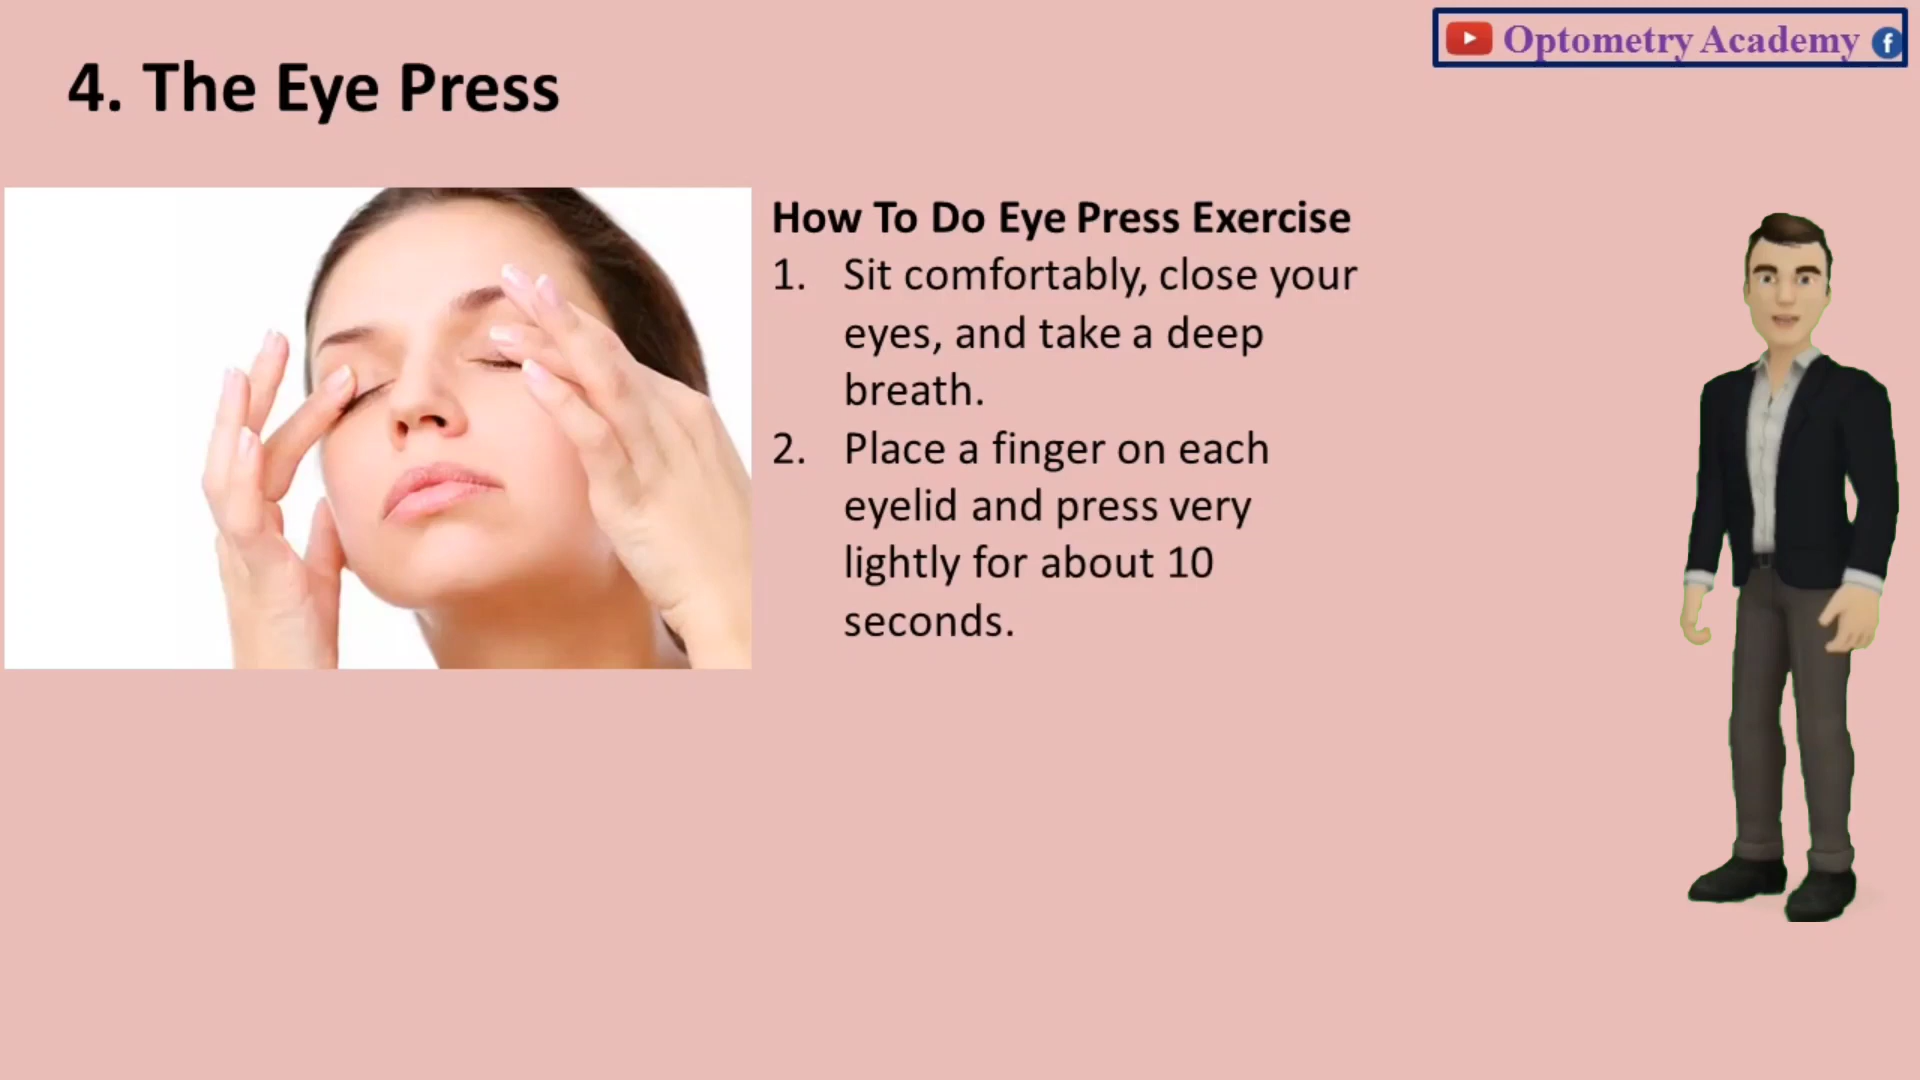 Optometry Academy
4. The Eye Press
How To Do Eye Press Exercise
1. Sit comfortably, close your
eyes, and take a deep
breath.
2. Place a finger on each
eyelid and press very
lightly for about 10
seconds.